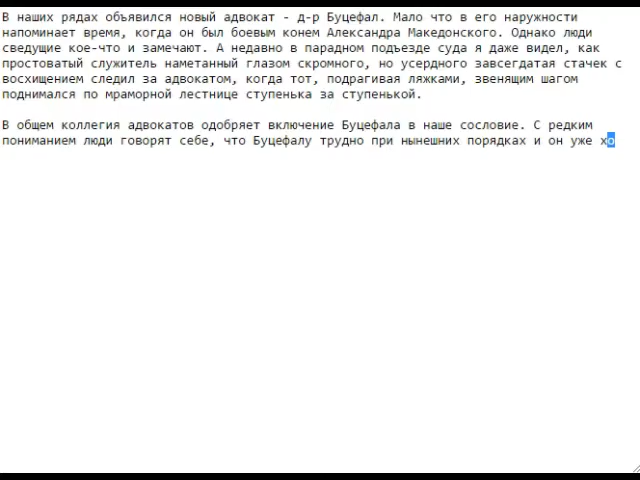 В наших рядах объявился новый адвокат - д-р Буцефал. Мало что в его наружности
напоминает время, когда он был боевым конем Александра Македонского. Однако люди
сведущие кое-что и замечают. А недавно в парадном подъезде суда я даже видел, как
простоватый служитель наметанный глазом скромного, но усердного завсегдатая стачек с
восхищением следил за адвокатом, когда тот, подрагивая ляжками, звенящим шагом
поднимался по мраморной лестнице ступенька за ступенькой.
В общем коллегия адвокатов одобряет включение Буцефала в наше сословие. С редким
пониманием люди говорят себе, что Буцефалу трудно при нынешних порядках и он уже хо